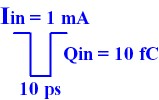 Iin = 1 mA
Qin = 10 fC
10 ps